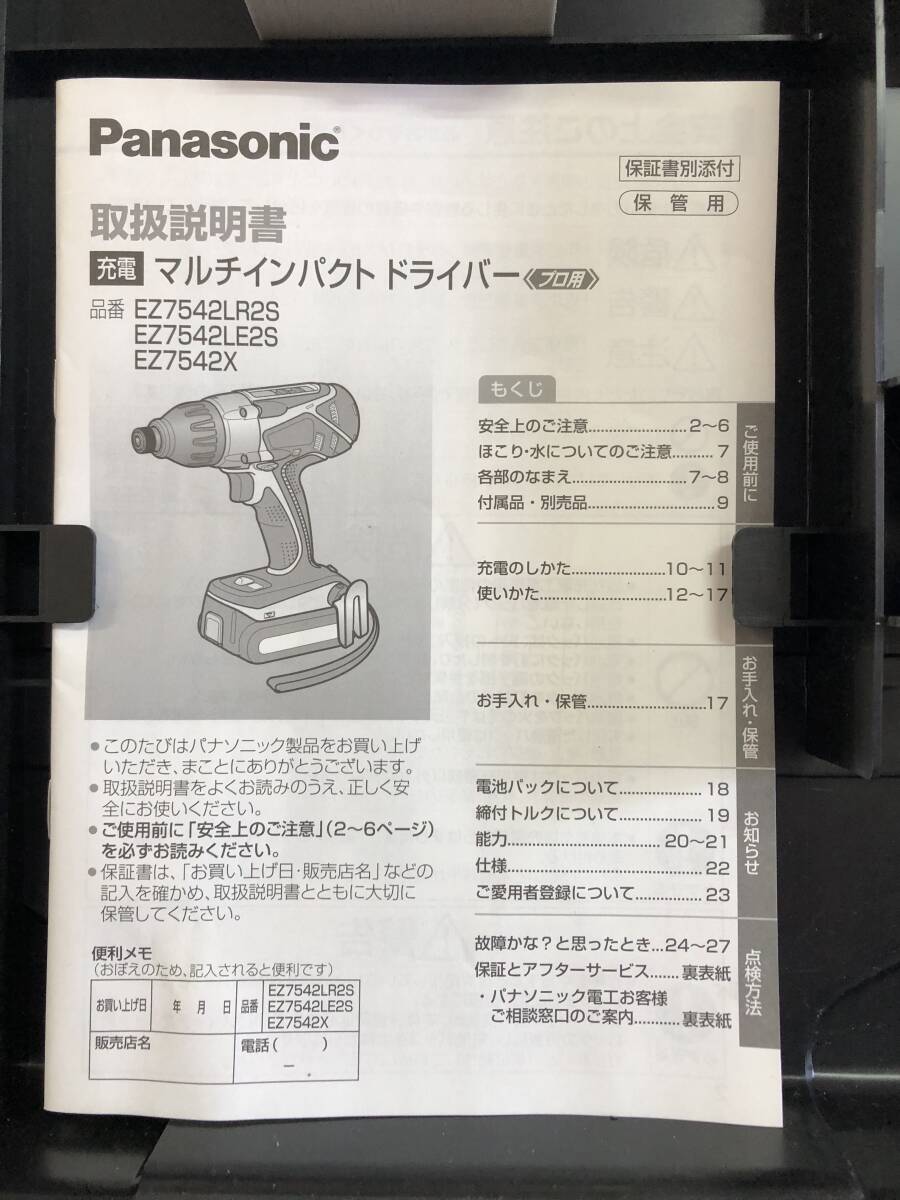 Panasonic®
保証書別添付
保管用
取扱説明書
充電 マルチインパクト ドライバー《プロ用》
品番 EZ7542LR2S
EZ7542LE2S
EZ7542X
もくじ
安全上のご注意.......................2〜6
ほこり・水についてのご注意.......... 7
各部のなまえ...........................7〜8
付属品・別売品..............................9
ご使用前に
充電のしかた......................10〜11
使いかた..............................12〜17
お手入れ・保管............................17
お手入れ・保管
電池パックについて.................... 18
締付トルクについて.................... 19
能力.................................... 20〜21
仕様.............................................. 22
ご愛用者登録について................ 23
お知らせ
故障かな?と思ったとき...24〜27
保証とアフターサービス....... 裏表紙
・パナソニック電工お客様
ご相談窓口のご案内........... 裏表紙
点検方法
●このたびはパナソニック製品をお買い上げ
いただき、まことにありがとうございます。
●取扱説明書をよくお読みのうえ、正しく安
全にお使いください。
●ご使用前に「安全上のご注意」(2〜6ページ)
を必ずお読みください。
●保証書は、「お買い上げ日・販売店名」などの
記入を確かめ、取扱説明書とともに大切に
保管してください。
便利メモ
(おぼえのため、記入されると便利です)
お買い上げ日 年 月 日 品番 EZ7542LR2S
EZ7542LE2S
EZ7542X
販売店名 電話( )
ー